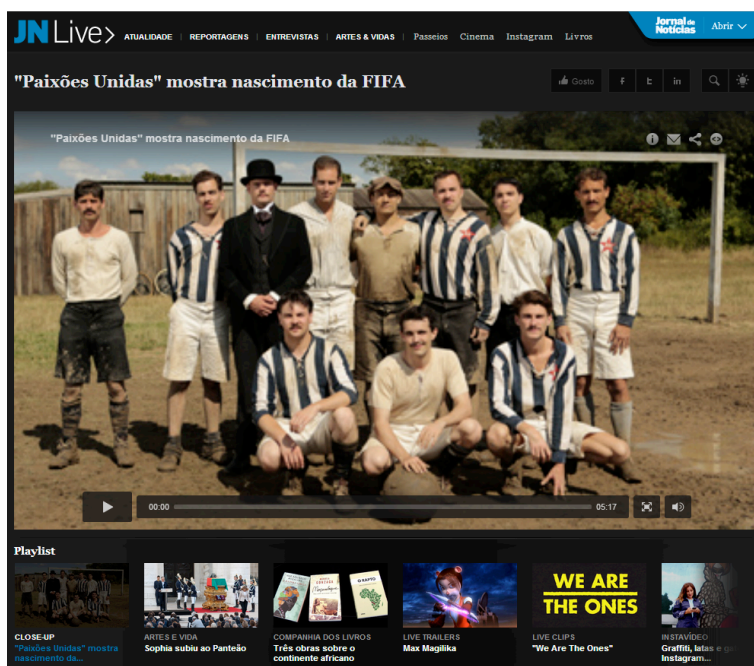 JN Live>
ATUALIDADE | REPORTAGENS | ENTREVISTAS | ARTES & VIDAS | Passeios Cinema Instagram Livros
Jornal de
Notícias
Abrir
"Paixões Unidas" mostra nascimento da FIFA
Gosto
f t in
"Paixões Unidas" mostra nascimento da FIFA
00:00
05:17
Playlist
WE ARE
THE ONES
O RAPTO
CLOSE-UP
"Paixões Unidas" mostra
nascimento da...
ARTES E VIDA
Sophia subiu ao Panteão
COMPANHIA DOS LIVROS
Três obras sobre o
continente africano
LIVE TRAILERS
Max Magilika
LIVE CLIPS
"We Are The Ones"
INSTAVÍDEO
Graffiti, latas e
Instagram...